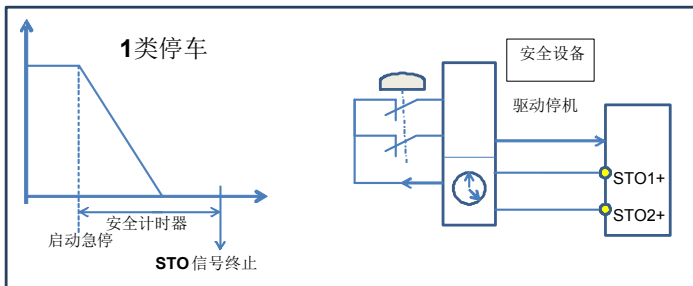 1类停车
安全计时器
启动急停
STO信号终止
安全设备
驱动停机
STO1+
STO2+